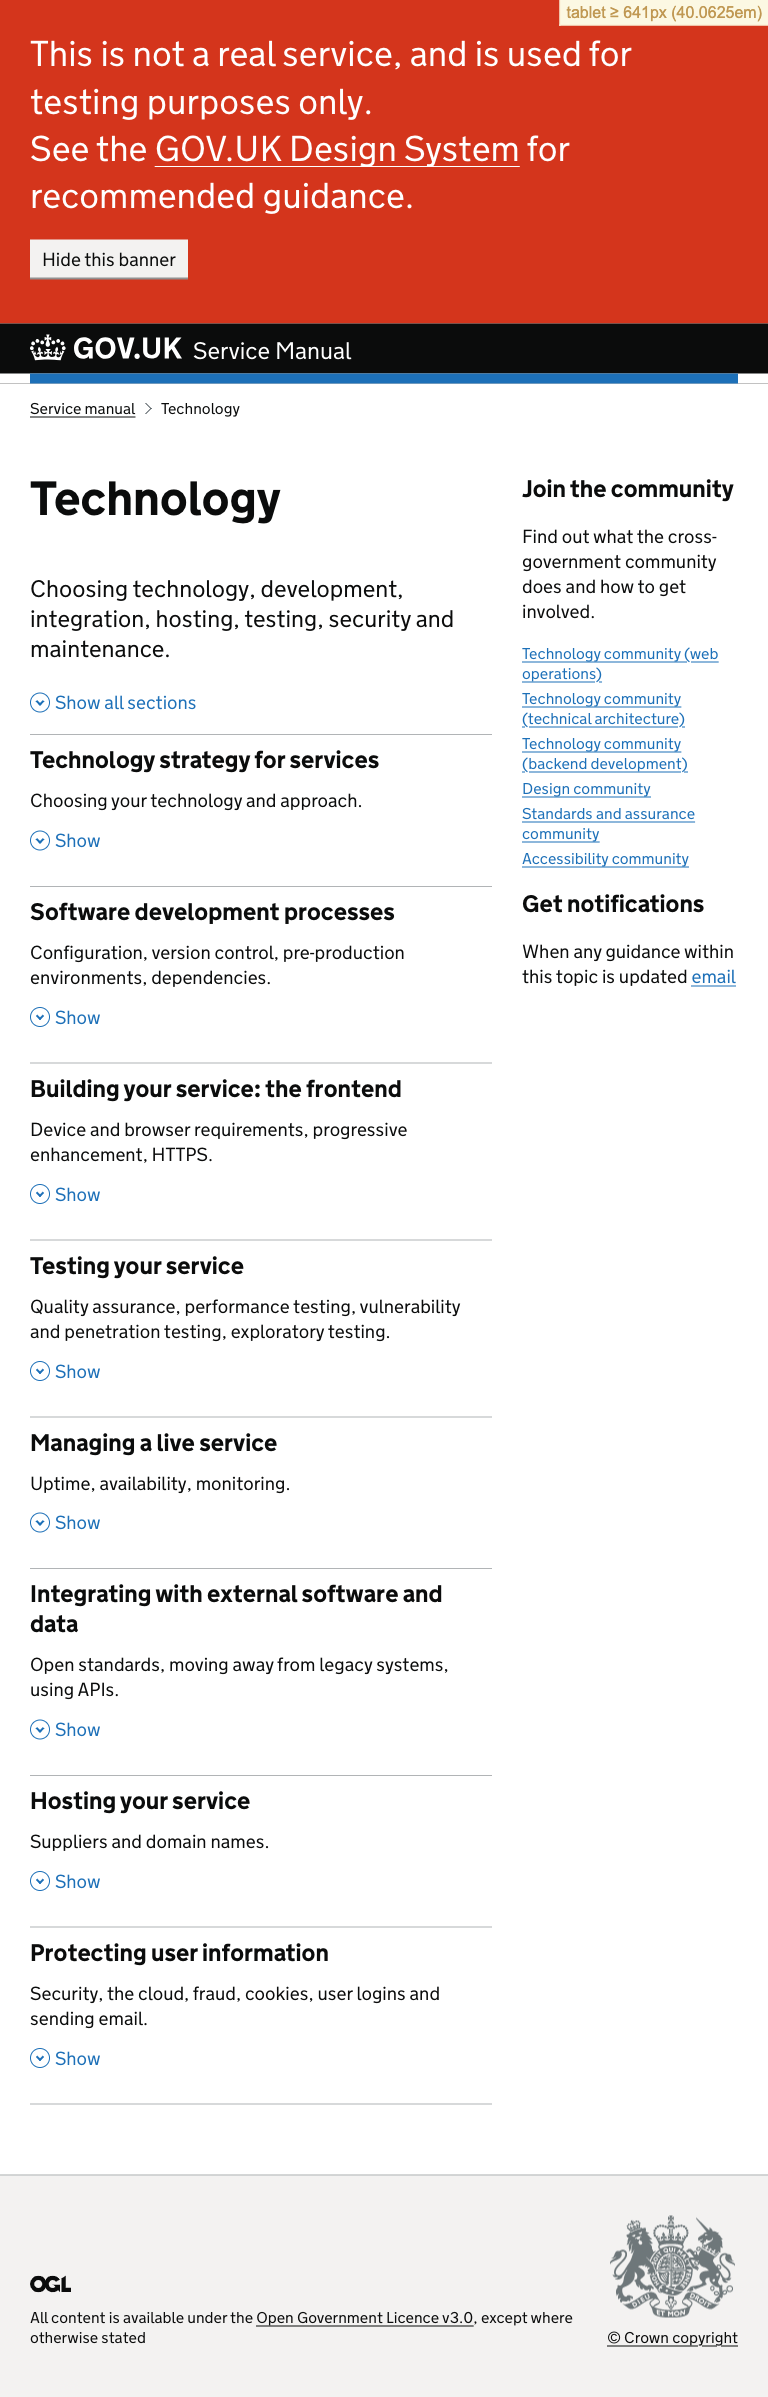 tablet ≥ 641px (40.0625em)
This is not a real service, and is used for
testing purposes only.
See the GOV.UK Design System for
recommended guidance.
Hide this banner
GOV.UK Service Manual
Service manual
Technology
Technology
Choosing technology, development,
integration, hosting, testing, security and
maintenance.
Show all sections
Technology strategy for services
Choosing your technology and approach.
Show
Software development processes
Configuration, version control, pre-production
environments, dependencies.
Show
Building your service: the frontend
Device and browser requirements, progressive
enhancement, HTTPS.
Show
Testing your service
Quality assurance, performance testing, vulnerability
and penetration testing, exploratory testing.
Show
Managing a live service
Uptime, availability, monitoring.
Show
Integrating with external software and
data
Open standards, moving away from legacy systems,
using APIs.
Show
Hosting your service
Suppliers and domain names.
Show
Protecting user information
Security, the cloud, fraud, cookies, user logins and
sending email.
Show
Join the community
Find out what the cross-
government community
does and how to get
involved.
Technology community (web
operations)
Technology community
(technical architecture)
Technology community
(backend development)
Design community
Standards and assurance
community
Accessibility community
Get notifications
When any guidance within
this topic is updated email
OGL
All content is available under the Open Government Licence v3.0, except where
otherwise stated
© Crown copyright